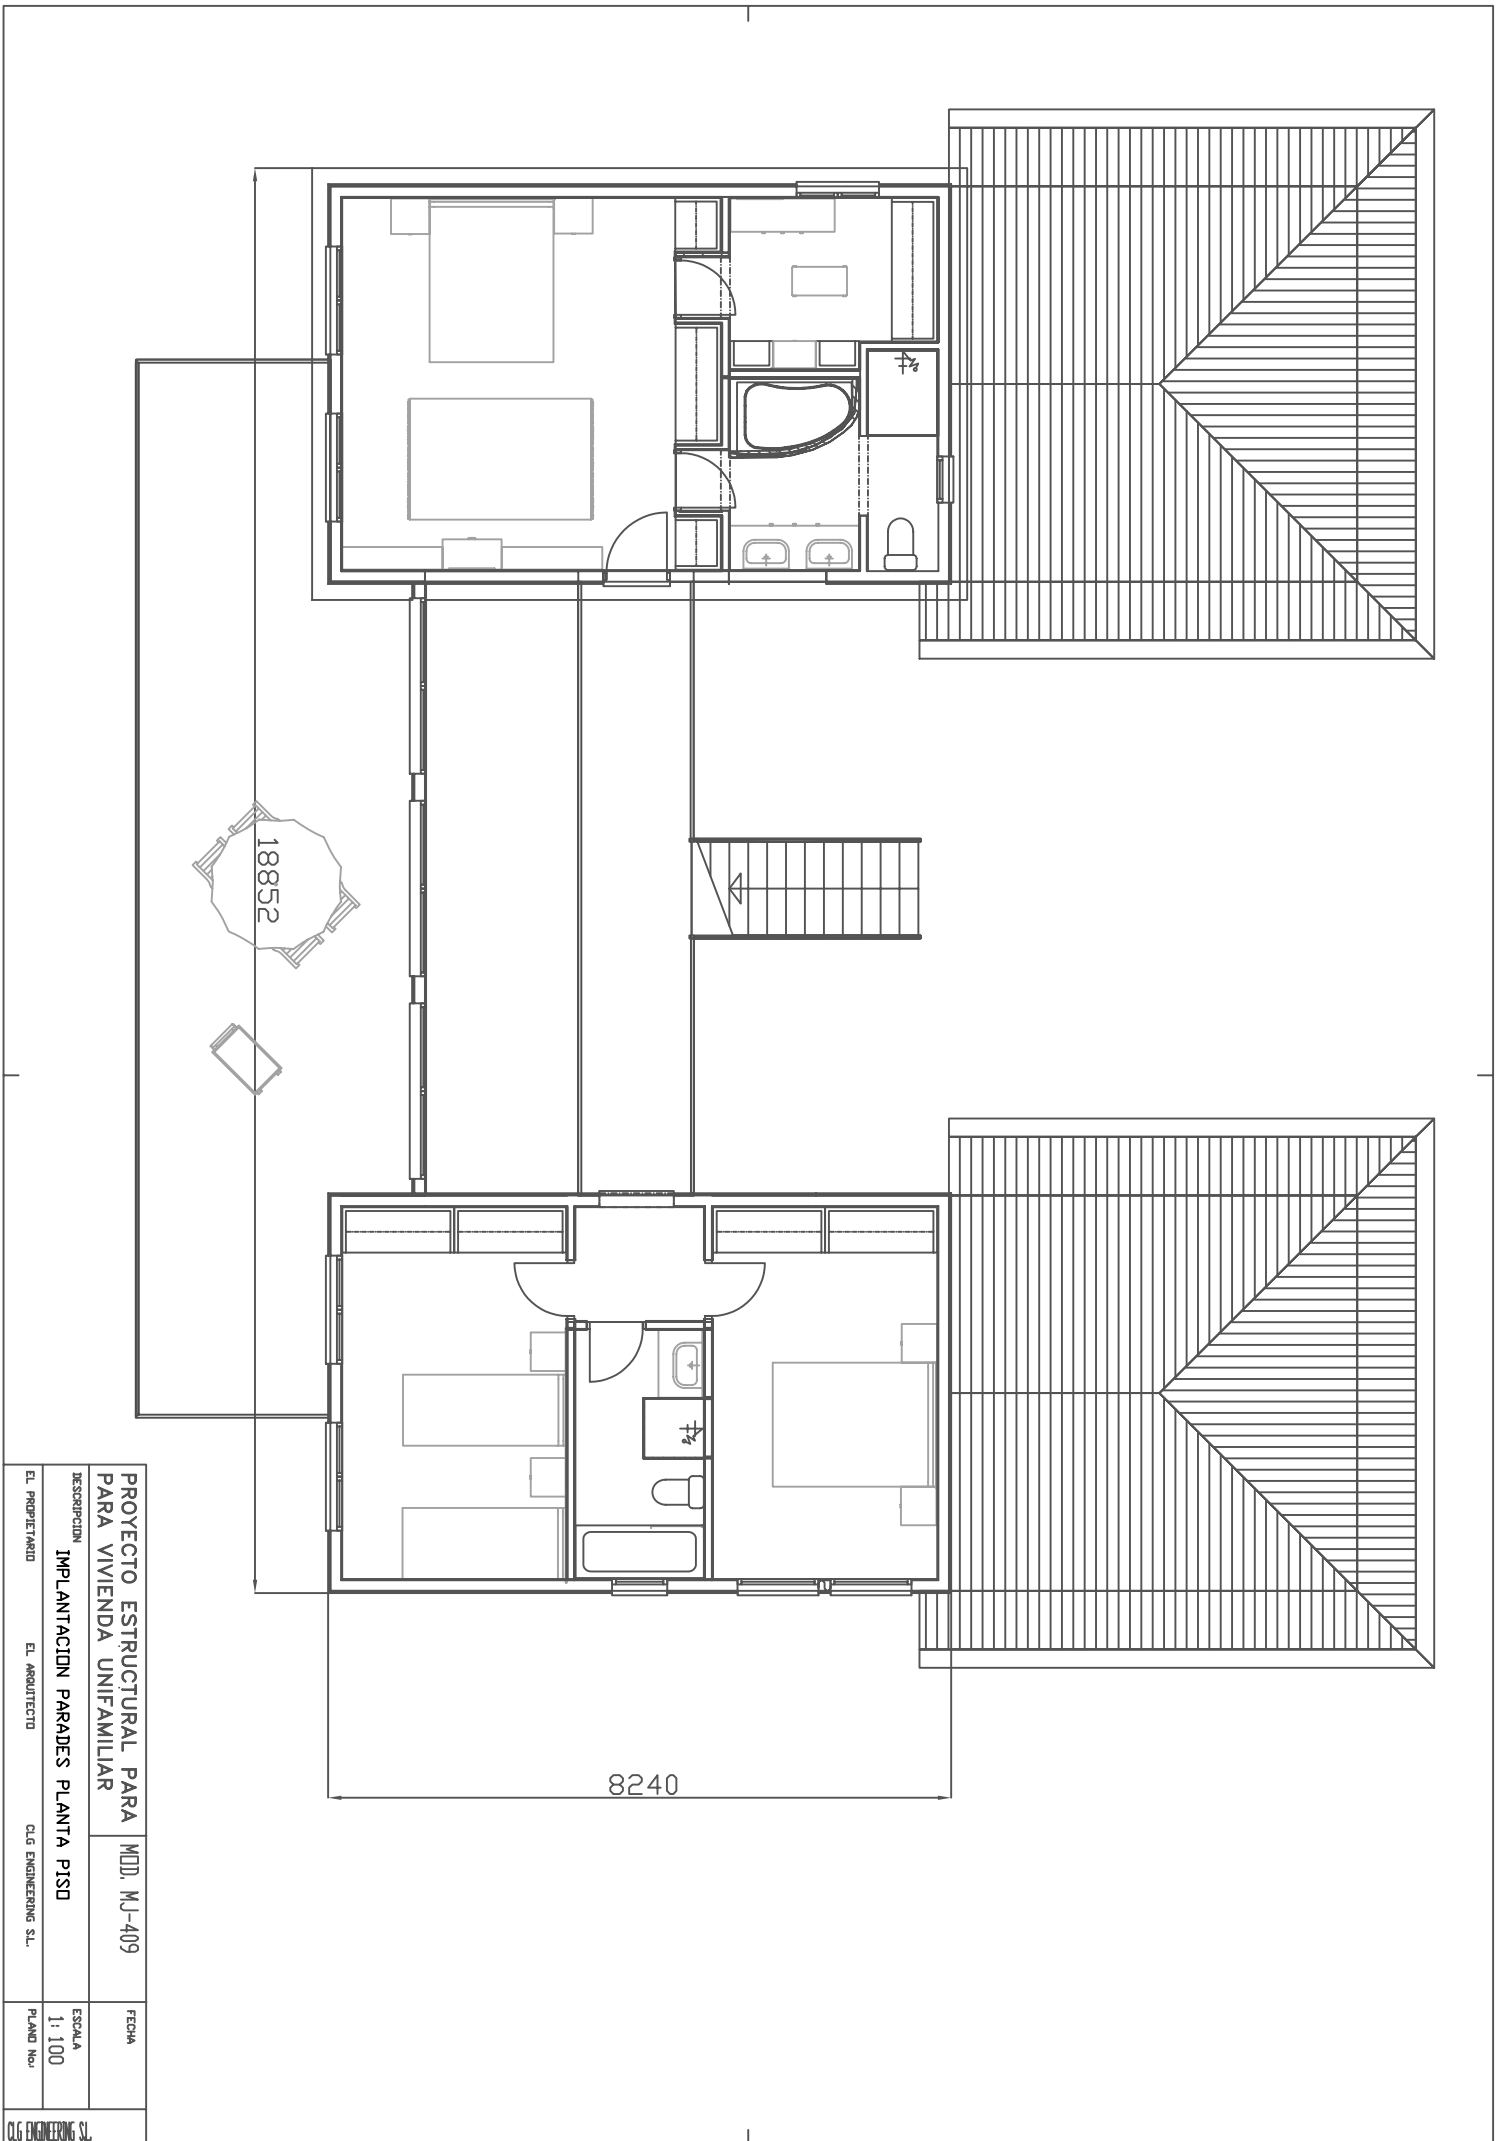 18852
8240
PROYECTO ESTRUCTURAL PARA
PARA VIVIENDA UNIFAMILIAR
MOD. MJ-409
FECHA
DESCRIPCION
IMPLANTACION PARADES PLANTA PISO
ESCALA
1: 100
EL PROPIETARIO
EL ARQUITECTO
CLG ENGINEERING S.L.
PLANO No.:
CLG ENGINEERING S.L.